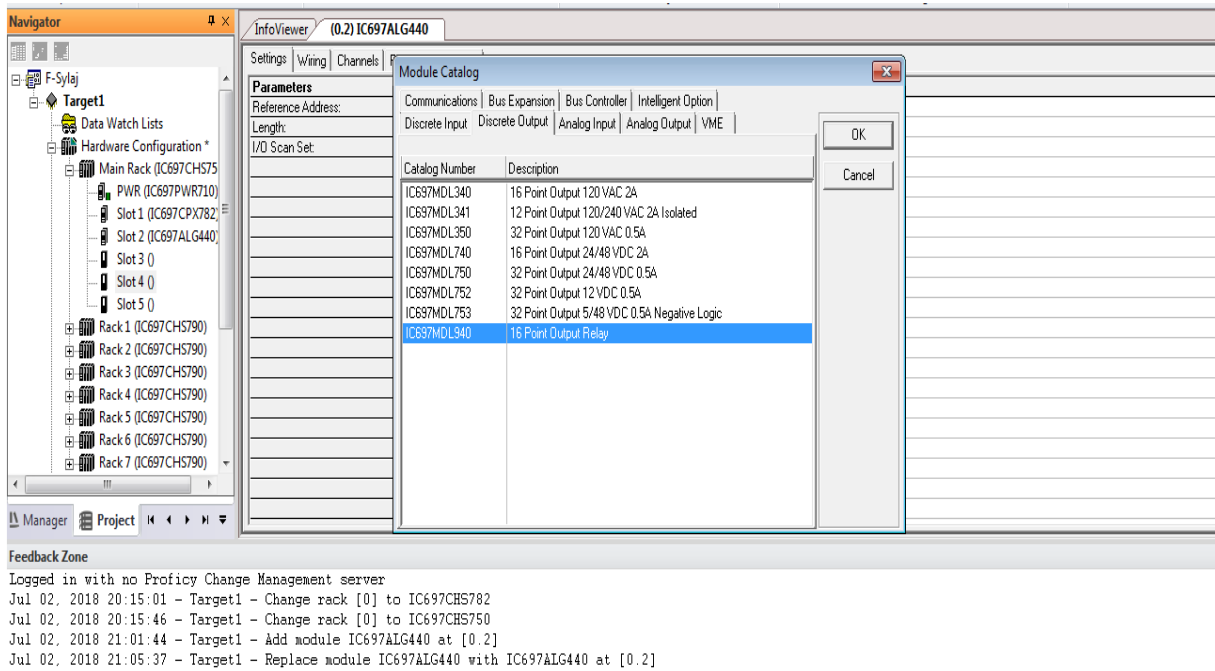 Navigator
InfoViewer
(0.2) IC697ALG440
F-Sylaj
Target1
Data Watch Lists
Hardware Configuration *
Main Rack (IC697CHS75
PWR (IC697PWR710)
Slot 1 (IC697CPX782)
Slot 2 (IC697ALG440)
Slot 3 ()
Slot 4 ()
Slot 5 ()
Rack 1 (IC697CHS790)
Rack 2 (IC697CHS790)
Rack 3 (IC697CHS790)
Rack 4 (IC697CHS790)
Rack 5 (IC697CHS790)
Rack 6 (IC697CHS790)
Rack 7 (IC697CHS790)
Manager
Project
Settings
Wiring
Channels
Parameters
Reference Address:
Length:
I/O Scan Set:
Module Catalog
Communications
Bus Expansion
Bus Controller
Intelligent Option
Discrete Input
Discrete Output
Analog Input
Analog Output
VME
OK
Cancel
Catalog Number Description
IC697MDL340 16 Point Output 120 VAC 2A
IC697MDL341 12 Point Output 120/240 VAC 2A Isolated
IC697MDL350 32 Point Output 120 VAC 0.5A
IC697MDL740 16 Point Output 24/48 VDC 2A
IC697MDL750 32 Point Output 24/48 VDC 0.5A
IC697MDL752 32 Point Output 12 VDC 0.5A
IC697MDL753 32 Point Output 5/48 VDC 0.5A Negative Logic
IC697MDL940 16 Point Output Relay
Feedback Zone
Logged in with no Proficy Change Management server
Jul 02, 2018 20:15:01 - Target1 - Change rack [0] to IC697CHS782
Jul 02, 2018 20:15:46 - Target1 - Change rack [0] to IC697CHS750
Jul 02, 2018 21:01:44 - Target1 - Add module IC697ALG440 at [0.2]
Jul 02, 2018 21:05:37 - Target1 - Replace module IC697ALG440 with IC697ALG440 at [0.2]